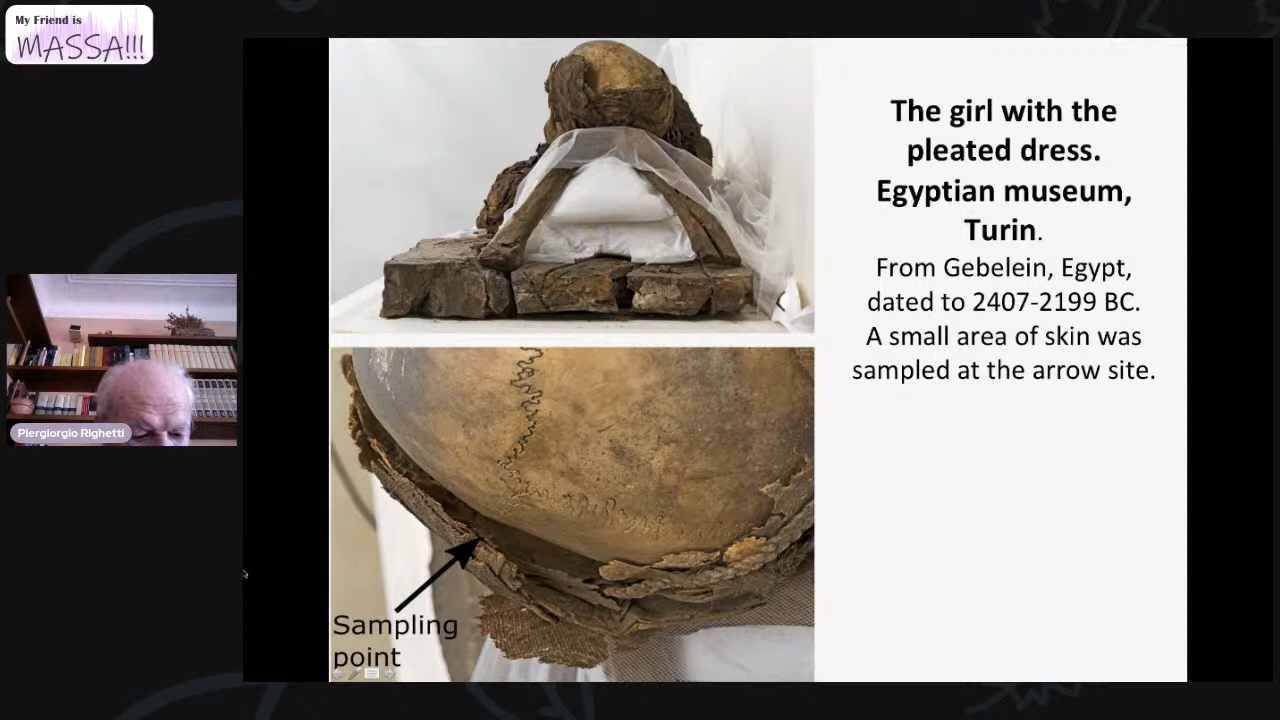 My Friend is
MASSA!!!
The girl with the
pleated dress.
Egyptian museum,
Turin.
From Gebelein, Egypt,
dated to 2407-2199 BC.
A small area of skin was
sampled at the arrow site.
Piergiorgio Righetti
Sampling
point